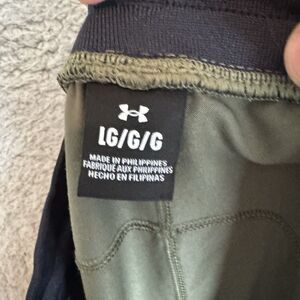 LG/G/G
MADE IN PHILIPPINES
FABRIQUÉ AUX PHILIPPINES
HECHO EN FILIPINAS